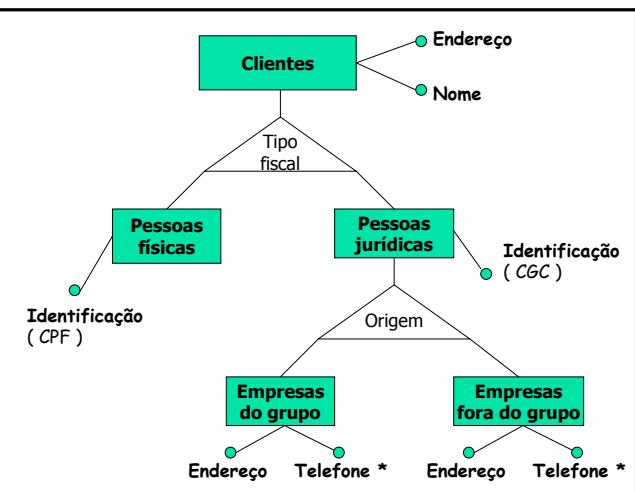 Endereço
Clientes
Nome
Tipo
fiscal
Pessoas
físicas
Pessoas
jurídicas
Identificação
( CGC )
Identificação
( CPF )
Origem
Empresas
do grupo
Empresas
fora do grupo
Endereço Telefone * Endereço Telefone *